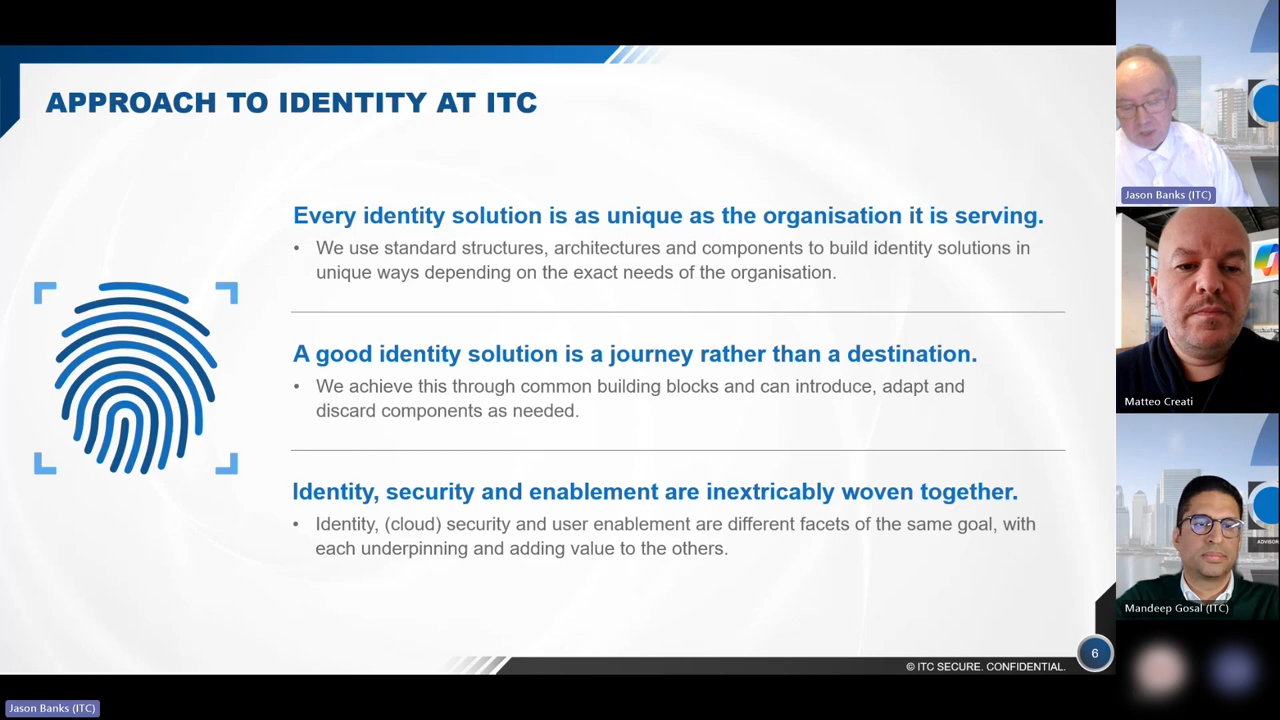 APPROACH TO IDENTITY AT ITC
Every identity solution is as unique as the organisation it is serving.
• We use standard structures, architectures and components to build identity solutions in
unique ways depending on the exact needs of the organisation.
A good identity solution is a journey rather than a destination.
• We achieve this through common building blocks and can introduce, adapt and
discard components as needed.
Identity, security and enablement are inextricably woven together.
• Identity, (cloud) security and user enablement are different facets of the same goal, with
each underpinning and adding value to the others.
6
© ITC SECURE. CONFIDENTIAL.
Jason Banks (ITC)
Matteo Creati
ADVISOR
Mandeep Gosal (ITC)
Jason Banks (ITC)